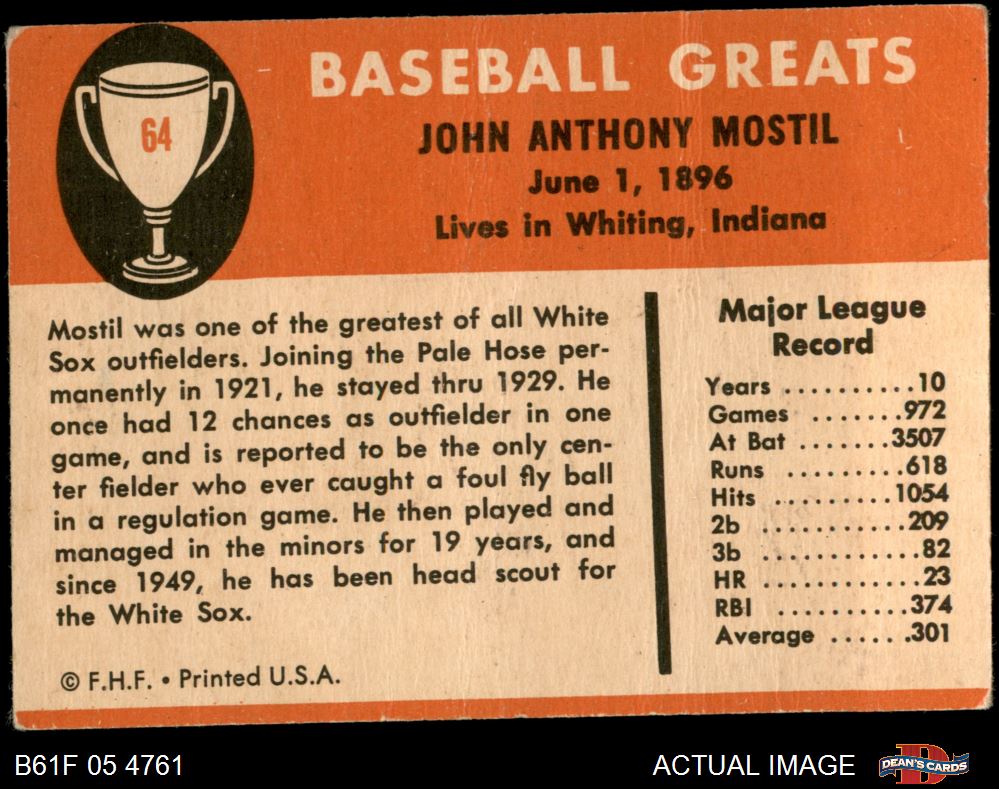 64
BASEBALL GREATS
JOHN ANTHONY MOSTIL
June 1, 1896
Lives in Whiting, Indiana
Mostil was one of the greatest of all White
Sox outfielders. Joining the Pale Hose per-
manently in 1921, he stayed thru 1929. He
once had 12 chances as outfielder in one
game, and is reported to be the only cen-
ter fielder who ever caught a foul fly ball
in a regulation game. He then played and
managed in the minors for 19 years, and
since 1949, he has been head scout for
the White Sox.
© F.H.F. • Printed U.S.A.
Major League
Record
Years ..........10
Games .......972
At Bat .......3507
Runs .........618
Hits .........1054
2b ...........209
3b ............82
HR ............23
RBI ..........374
Average ......301
B61F 05 4761
ACTUAL IMAGE
D
DEAN'S CARDS